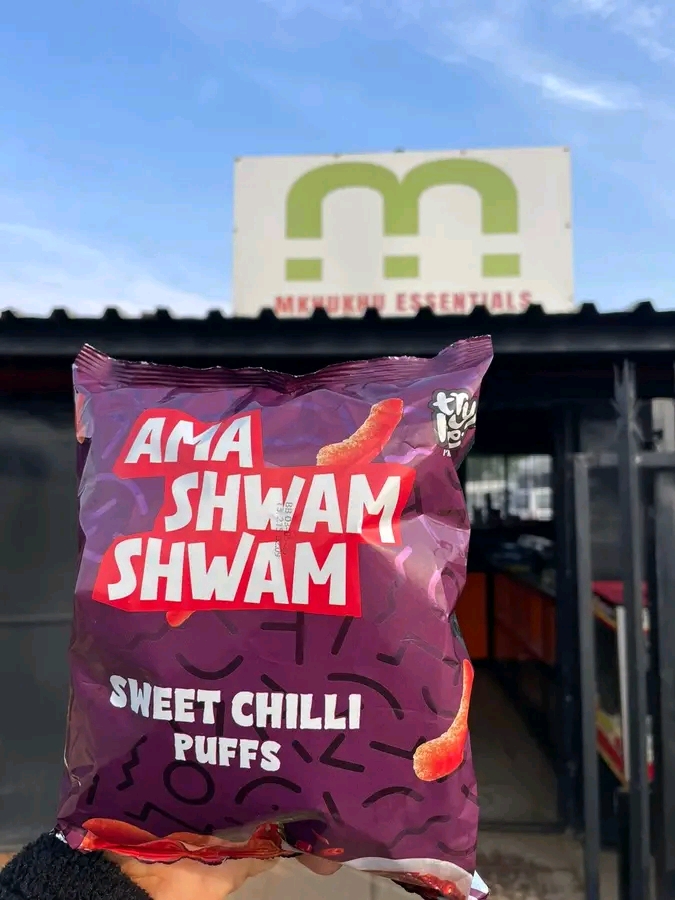 MKHUKHU ESSENTIALS
AMA
SHWAM
SHWAM
SWEET CHILLI
PUFFS